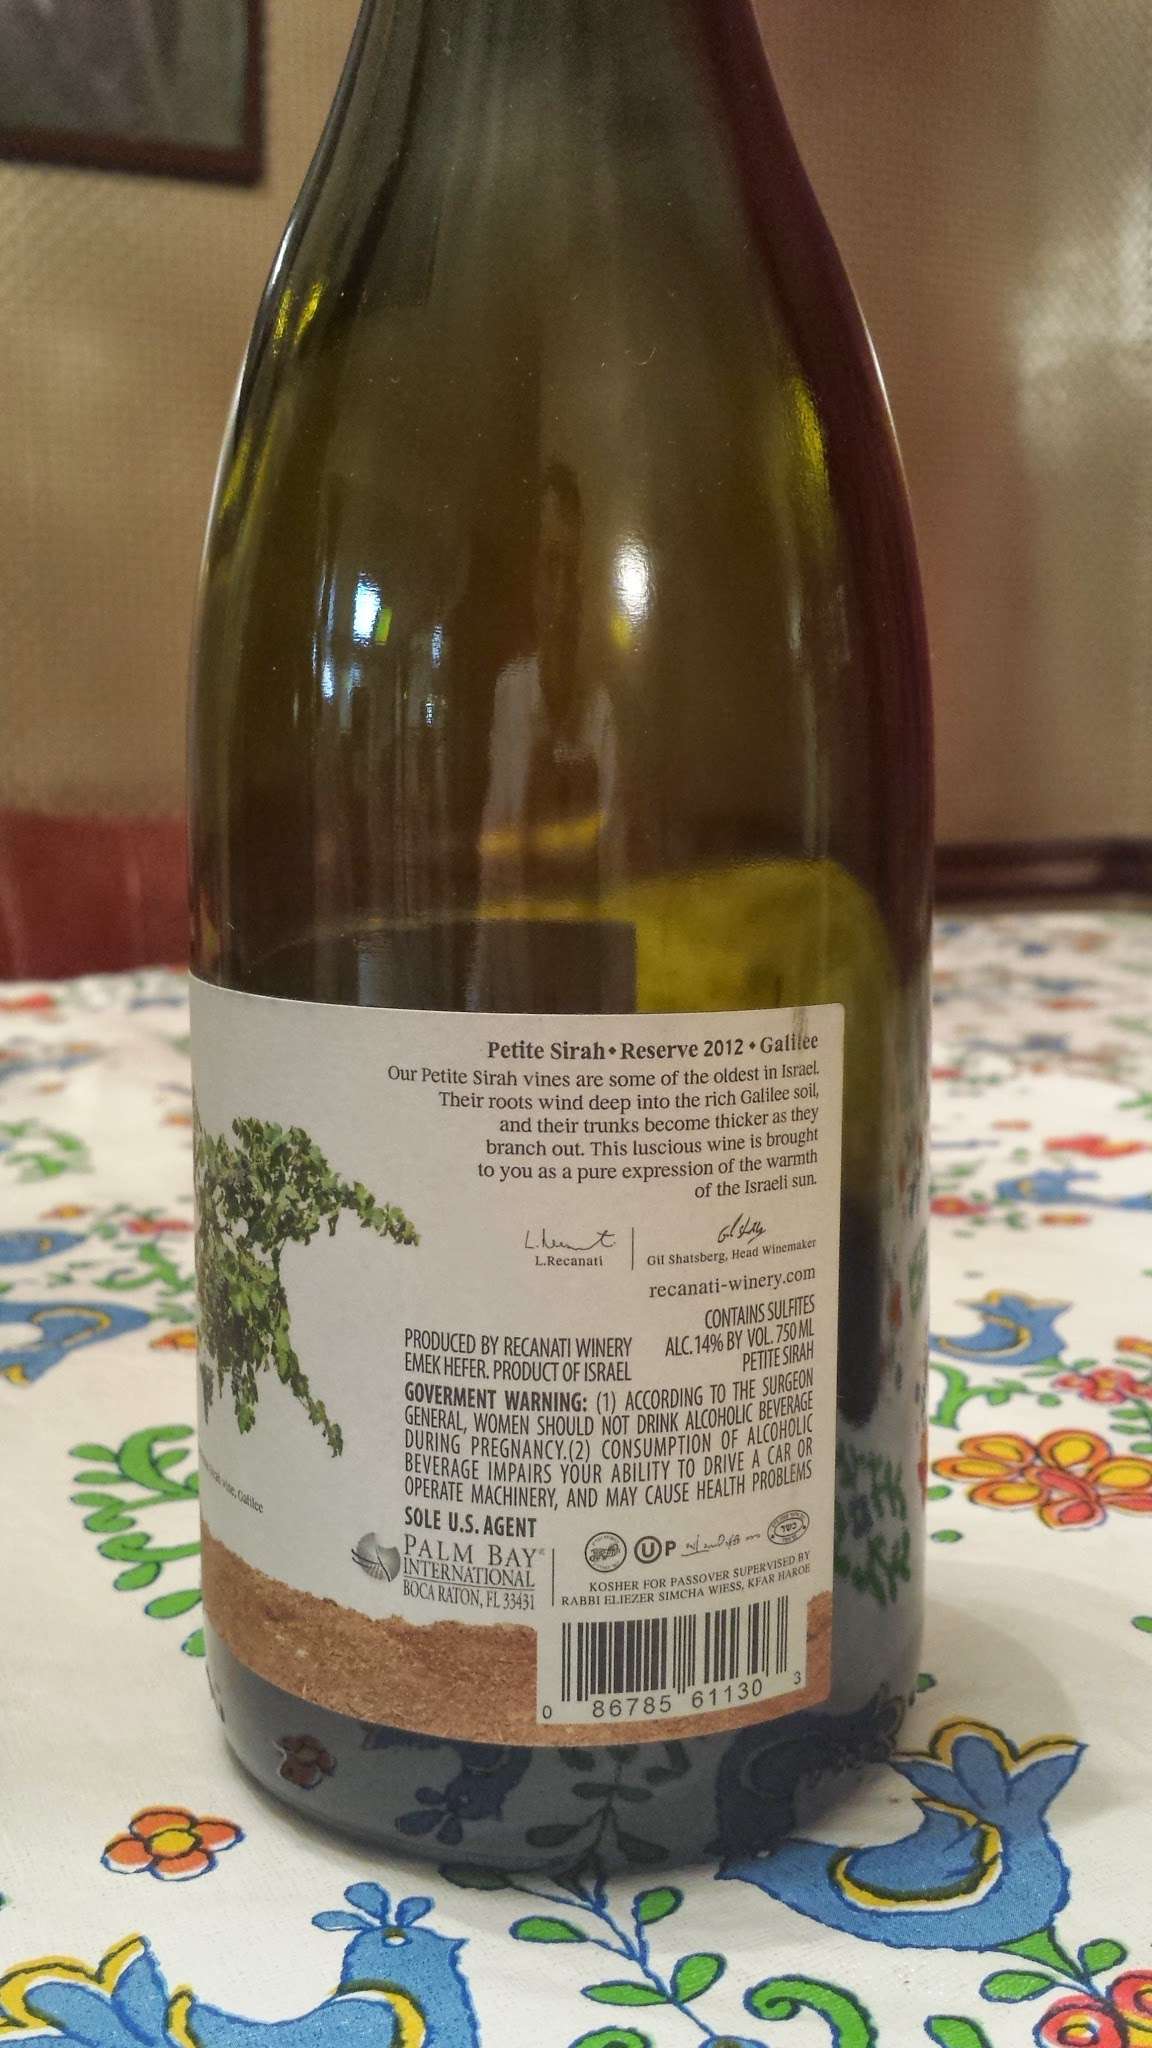 Petite Sirah • Reserve 2012 • Galilee
Our Petite Sirah vines are some of the oldest in Israel.
Their roots wind deep into the rich Galilee soil,
and their trunks become thicker as they
branch out. This luscious wine is brought
to you as a pure expression of the warmth
of the Israeli sun.
L.Recanati
Gil Shatsberg, Head Winemaker
recanati-winery.com
CONTAINS SULFITES
ALC. 14% BY VOL. 750 ML
PETITE SIRAH
PRODUCED BY RECANATI WINERY
EMEK HEFER. PRODUCT OF ISRAEL
GOVERMENT WARNING: (1) ACCORDING TO THE SURGEON
GENERAL, WOMEN SHOULD NOT DRINK ALCOHOLIC BEVERAGE
DURING PREGNANCY.(2) CONSUMPTION OF ALCOHOLIC
BEVERAGE IMPAIRS YOUR ABILITY TO DRIVE A CAR OR
OPERATE MACHINERY, AND MAY CAUSE HEALTH PROBLEMS
wine, Galilee
SOLE U.S. AGENT
PALM BAY
INTERNATIONAL
BOCA RATON, FL 33431
U P
כשר
KOSHER FOR PASSOVER SUPERVISED BY
RABBI ELIEZER SIMCHA WIESS, KFAR HAROE
0 86785 61130 3